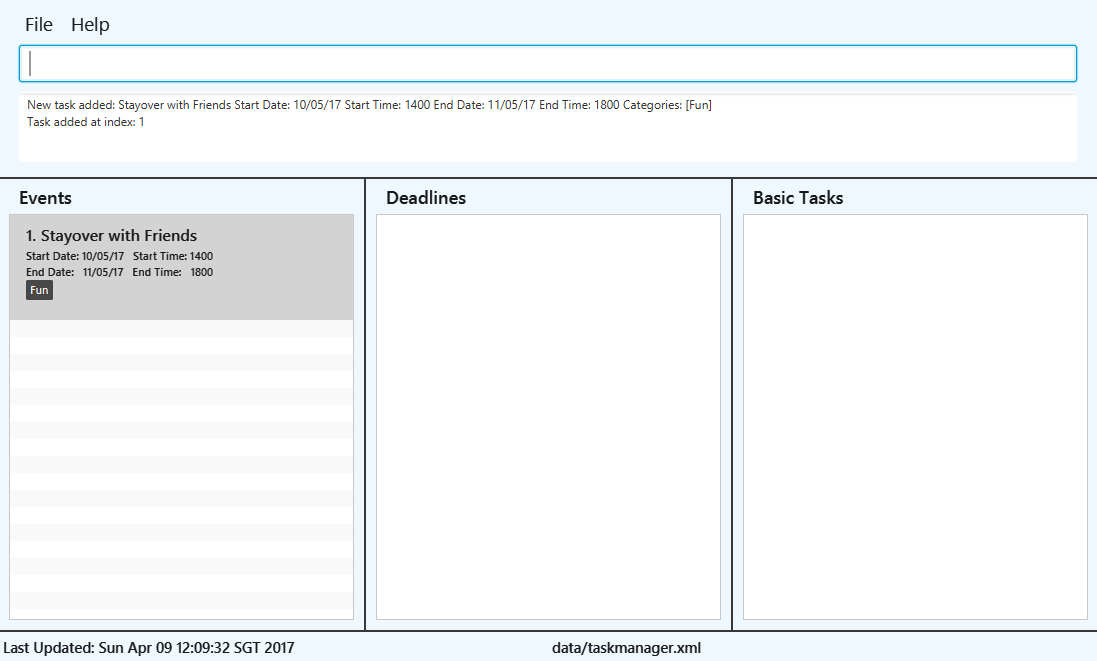 File Help
New task added: Stayover with Friends Start Date: 10/05/17 Start Time: 1400 End Date: 11/05/17 End Time: 1800 Categories: [Fun]
Task added at index: 1
Events
1. Stayover with Friends
Start Date: 10/05/17 Start Time: 1400
End Date: 11/05/17 End Time: 1800
Fun
Deadlines
Basic Tasks
Last Updated: Sun Apr 09 12:09:32 SGT 2017
data/taskmanager.xml